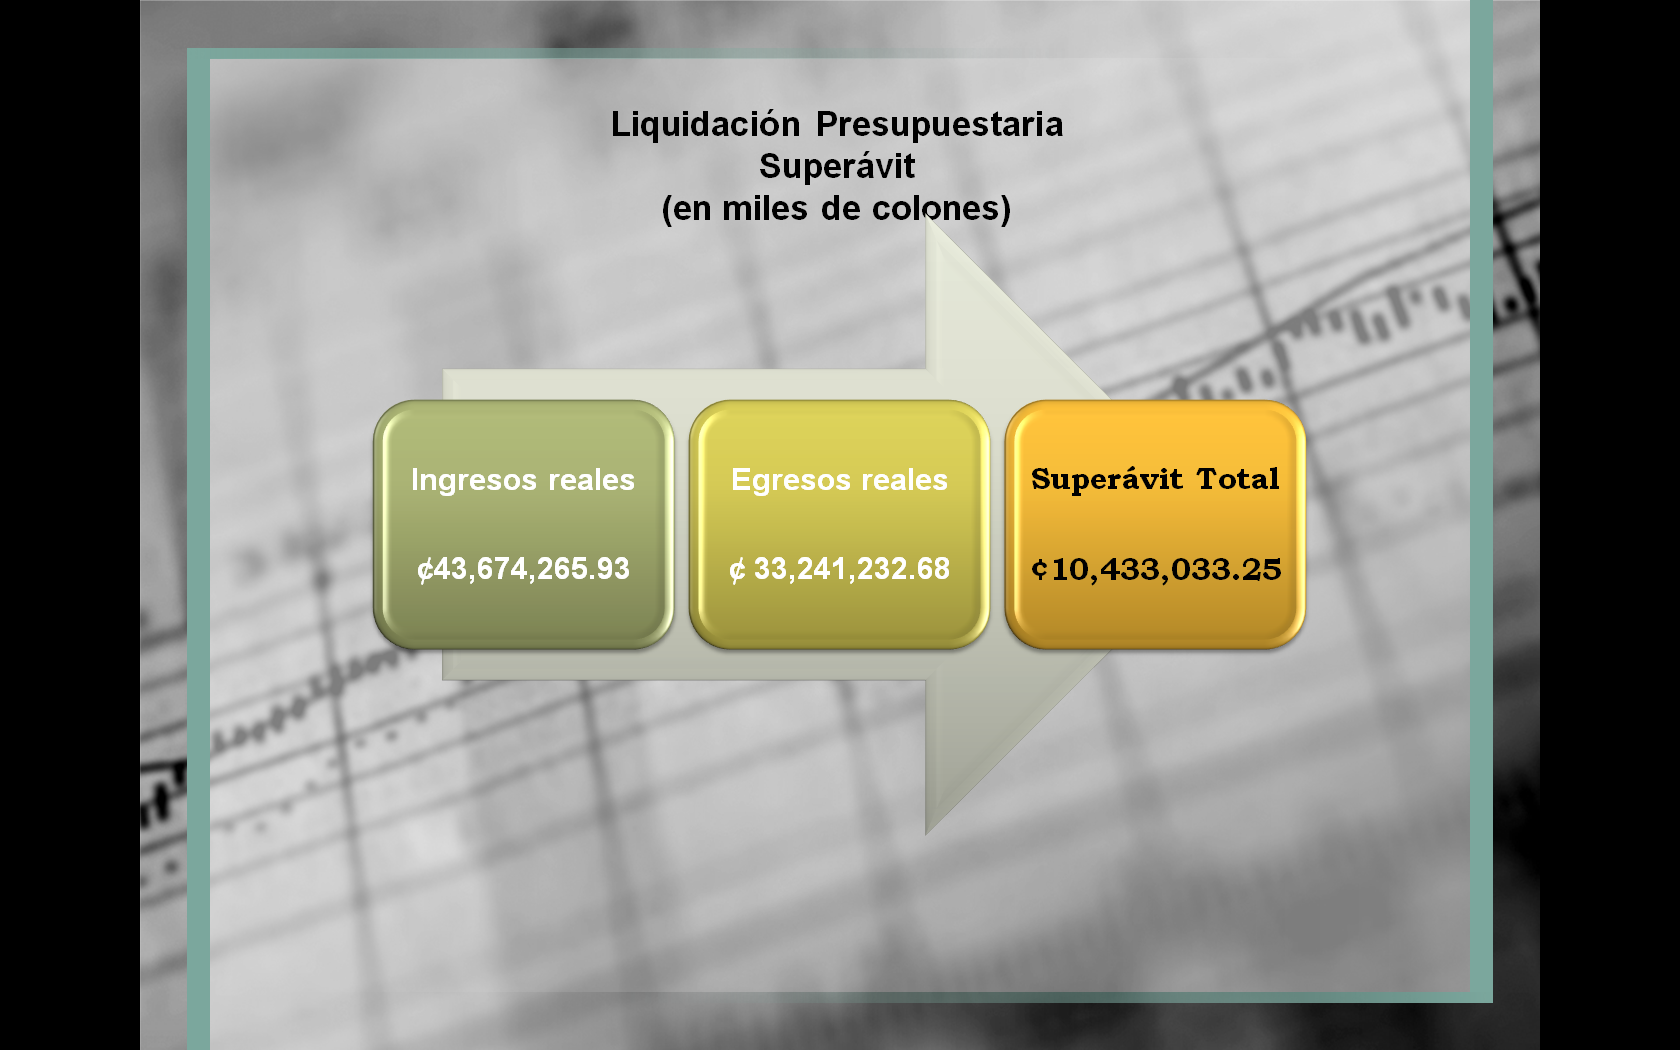 Liquidación Presupuestaria
Superávit
(en miles de colones)
Ingresos reales
¢43,674,265.93
Egresos reales
¢ 33,241,232.68
Superávit Total
¢10,433,033.25